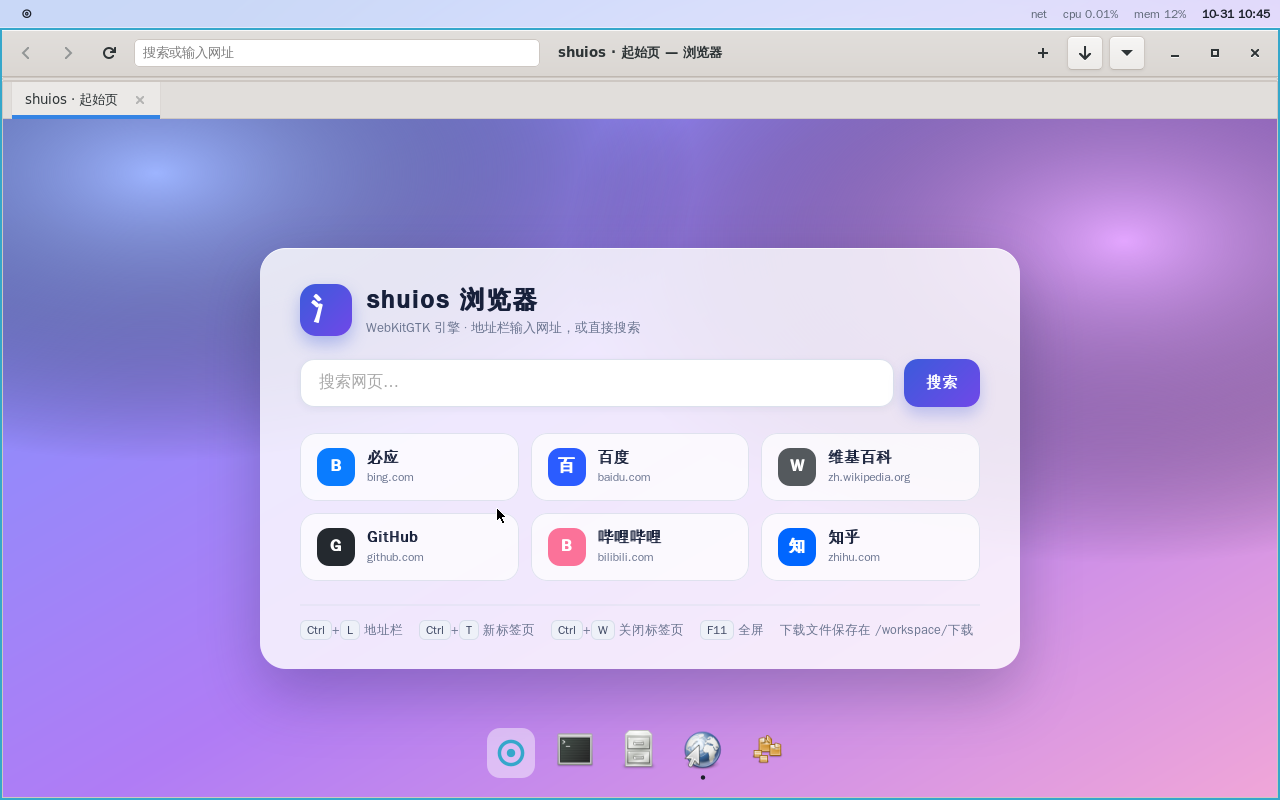 net cpu 0.01% mem 12% 10-31 10:45
搜索或输入网址
shuios · 起始页 — 浏览器
shuios · 起始页
shuios 浏览器
WebKitGTK 引擎 · 地址栏输入网址，或直接搜索
搜索网页...
搜索
B 必应
bing.com
百 百度
baidu.com
W 维基百科
zh.wikipedia.org
G GitHub
github.com
B 哔哩哔哩
bilibili.com
知 知乎
zhihu.com
Ctrl+L 地址栏 Ctrl+T 新标签页 Ctrl+W 关闭标签页 F11 全屏 下载文件保存在 /workspace/下载